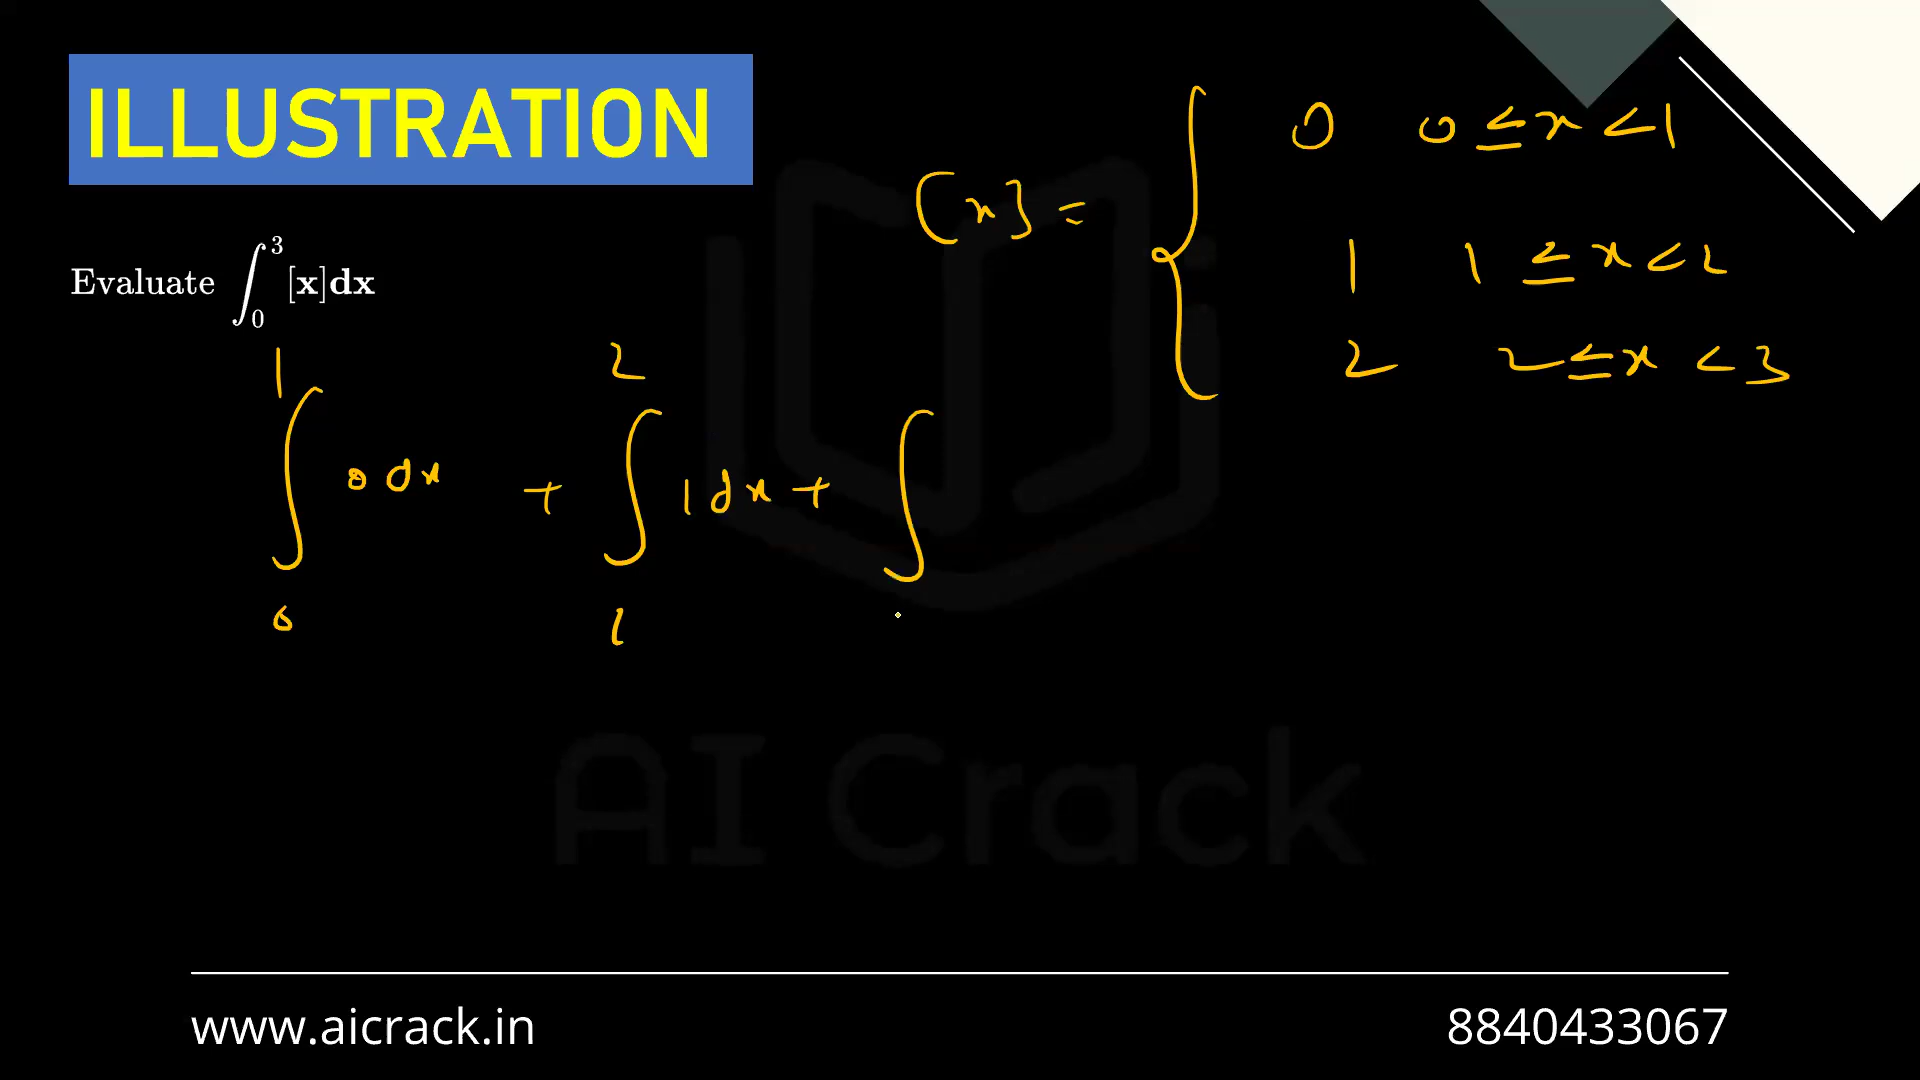 ILLUSTRATION
Evaluate ∫₀³ [x]dx
[x] = { 0 0 ≤ x < 1
1 1 ≤ x < 2
2 2 ≤ x < 3
∫₀¹ 0 dx + ∫₁² 1 dx + ∫
AI Crack
www.aicrack.in
8840433067